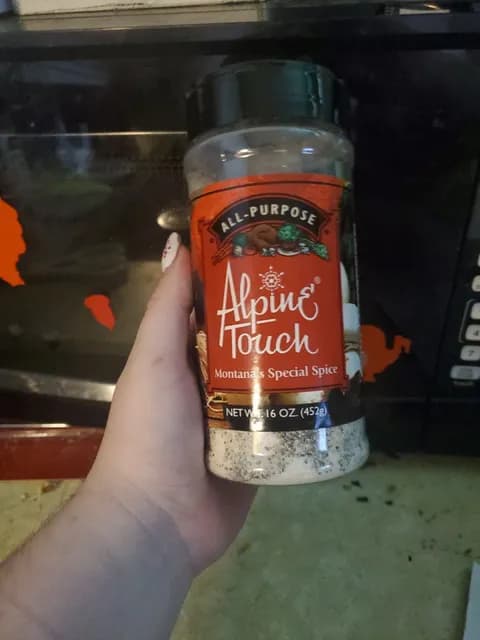 ALL-PURPOSE
Alpine®
Touch
Montana's Special Spice
NET WT. 16 OZ. (452g)